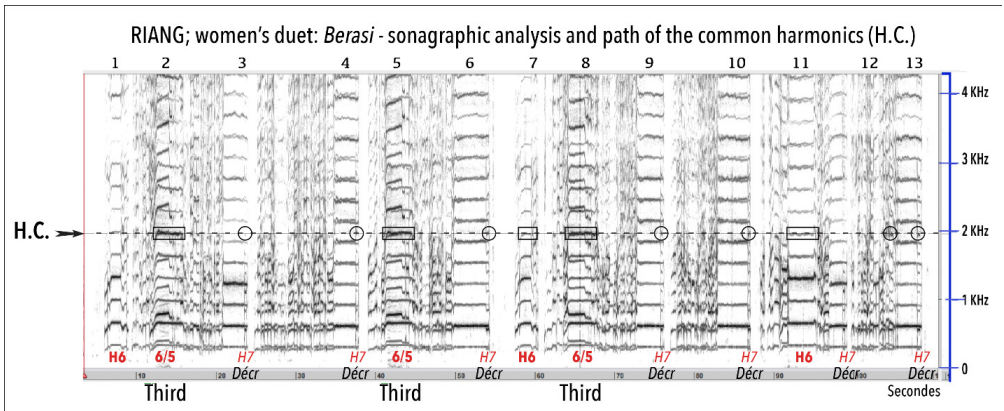 RIANG; women's duet: Berasi - sonagraphic analysis and path of the common harmonics (H.C.)
1 2 3 4 5 6 7 8 9 10 11 12 13
4 KHz
3 KHz
H.C.
2 KHz
1 KHz
0
H6 6/5 H7 H7 6/5 H7 H6 6/5 H7 H7 H6 H7 H7
10 20 Décr 30 Décr 40 50 Décr 60 70 Décr 80 Décr 90 Décr Décr
Third Third Third Secondes